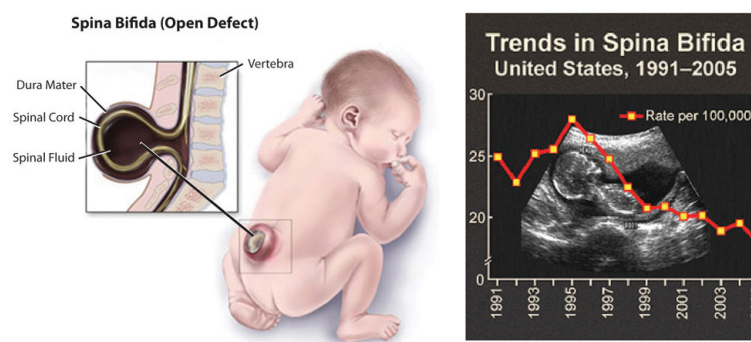 Spina Bifida (Open Defect)
Vertebra
Dura Mater
Spinal Cord
Spinal Fluid
Trends in Spina Bifida
United States, 1991–2005
30
Rate per 100,000
25
20
0
1991
1993
1995
1997
1999
2001
2003